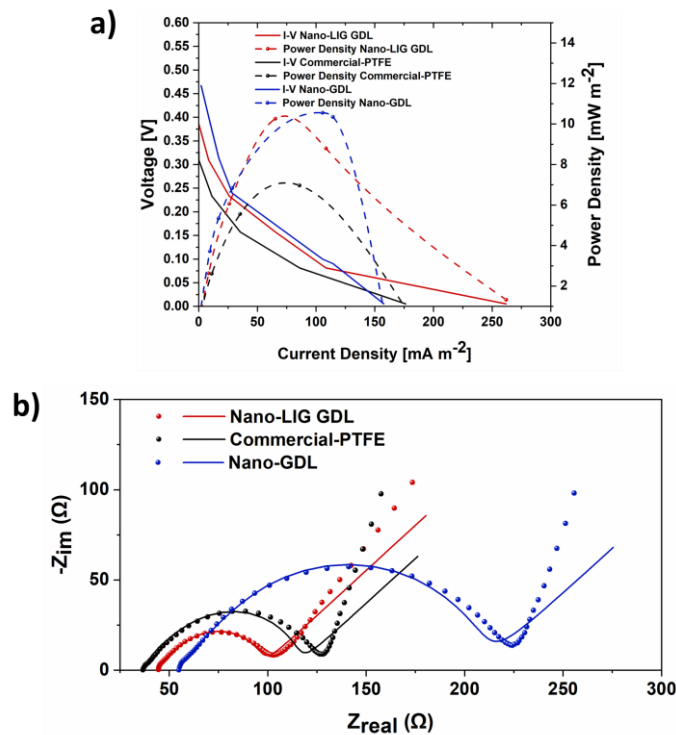 a)
0.60
0.55
0.50
0.45
0.40
0.35
0.30
0.25
0.20
0.15
0.10
0.05
0.00
Voltage [V]
I-V Nano-LIG GDL
Power Density Nano-LIG GDL
I-V Commercial-PTFE
Power Density Commercial-PTFE
I-V Nano-GDL
Power Density Nano-GDL
14
12
10
8
6
4
2
Power Density [mW m-2]
0 50 100 150 200 250 300
Current Density [mA m-2]
b)
150
100
50
0
-Zim (Ω)
Nano-LIG GDL
Commercial-PTFE
Nano-GDL
50 100 150 200 250 300
Zreal (Ω)